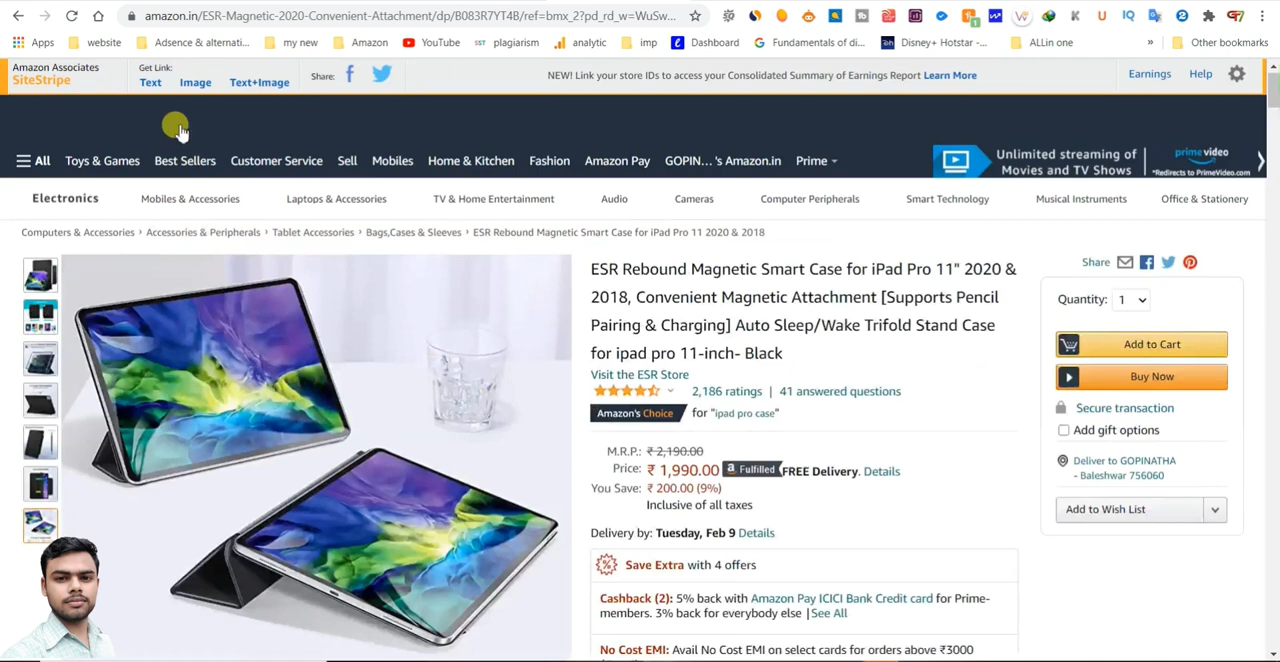 amazon.in/ESR-Magnetic-2020-Convenient-Attachment/dp/B083R7YT4B/ref=bmx_2?pd_rd_w=WuSw...
Apps website Adsence & alternati... my new Amazon YouTube SST plagiarism analytic imp Dashboard Fundamentals of di... Disney+ Hotstar -... ALLin one » Other bookmarks
Amazon Associates
SiteStripe
Get Link:
Text Image Text+Image
Share:
NEW! Link your store IDs to access your Consolidated Summary of Earnings Report Learn More
Earnings Help
All Toys & Games Best Sellers Customer Service Sell Mobiles Home & Kitchen Fashion Amazon Pay GOPIN... 's Amazon.in Prime
Unlimited streaming of
Movies and TV Shows
prime video
*Redirects to PrimeVideo.com
Electronics Mobiles & Accessories Laptops & Accessories TV & Home Entertainment Audio Cameras Computer Peripherals Smart Technology Musical Instruments Office & Stationery
Computers & Accessories › Accessories & Peripherals › Tablet Accessories › Bags,Cases & Sleeves › ESR Rebound Magnetic Smart Case for iPad Pro 11 2020 & 2018
ESR Rebound Magnetic Smart Case for iPad Pro 11" 2020 &
2018, Convenient Magnetic Attachment [Supports Pencil
Pairing & Charging] Auto Sleep/Wake Trifold Stand Case
for ipad pro 11-inch- Black
Visit the ESR Store
2,186 ratings | 41 answered questions
Amazon's Choice for "ipad pro case"
M.R.P.: ₹ 2,190.00
Price: ₹ 1,990.00 a Fulfilled FREE Delivery. Details
You Save: ₹ 200.00 (9%)
Inclusive of all taxes
Delivery by: Tuesday, Feb 9 Details
Save Extra with 4 offers
Cashback (2): 5% back with Amazon Pay ICICI Bank Credit card for Prime-
members. 3% back for everybody else |See All
No Cost EMI: Avail No Cost EMI on select cards for orders above ₹3000
Share
Quantity: 1
Add to Cart
Buy Now
Secure transaction
Add gift options
Deliver to GOPINATHA
- Baleshwar 756060
Add to Wish List